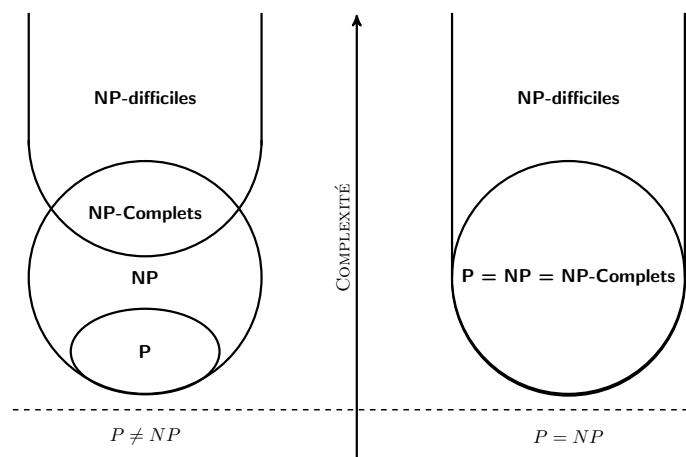 NP-difficiles
NP-Complets
NP
P
P ≠ NP
COMPLEXITÉ
NP-difficiles
P = NP = NP-Complets
P = NP